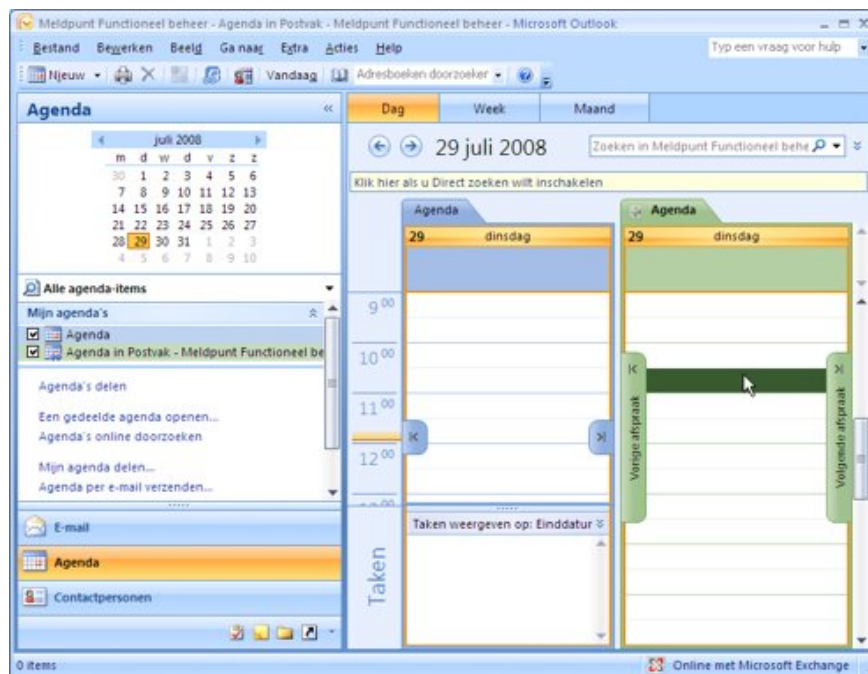 Meldpunt Functioneel beheer - Agenda in Postvak - Meldpunt Functioneel beheer - Microsoft Outlook
Bestand Bewerken Beeld Ga naar Extra Acties Help
Typ een vraag voor hulp
Nieuw
Vandaag
Adresboeken doorzoeker
Agenda
juli 2008
m d w d v z z
30 1 2 3 4 5 6
7 8 9 10 11 12 13
14 15 16 17 18 19 20
21 22 23 24 25 26 27
28 29 30 31 1 2 3
4 5 6 7 8 9 10
Alle agenda-items
Mijn agenda's
Agenda
Agenda in Postvak - Meldpunt Functioneel be
Agenda's delen
Een gedeelde agenda openen...
Agenda's online doorzoeken
Mijn agenda delen...
Agenda per e-mail verzenden...
E-mail
Agenda
Contactpersonen
Dag Week Maand
29 juli 2008
Zoeken in Meldpunt Functioneel behe
Klik hier als u Direct zoeken wilt inschakelen
Agenda
Agenda
29 dinsdag
29 dinsdag
9 00
10 00
11 00
12 00
Vorige afspraak
Volgende afspraak
Taken weergeven op: Einddatur
Taken
0 items
Online met Microsoft Exchange